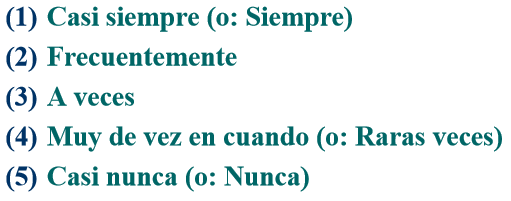 (1) Casi siempre (o: Siempre)
(2) Frecuentemente
(3) A veces
(4) Muy de vez en cuando (o: Raras veces)
(5) Casi nunca (o: Nunca)